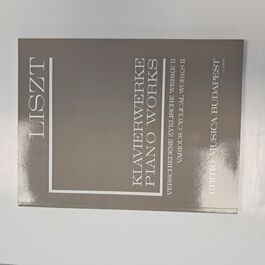 LISZT
KLAVIERWERKE
PIANO WORKS
VERSCHIEDENE ZYKLISCHE WERKE II
VARIOUS CYCLICAL WORKS II
EDITIO MUSICA BUDAPEST